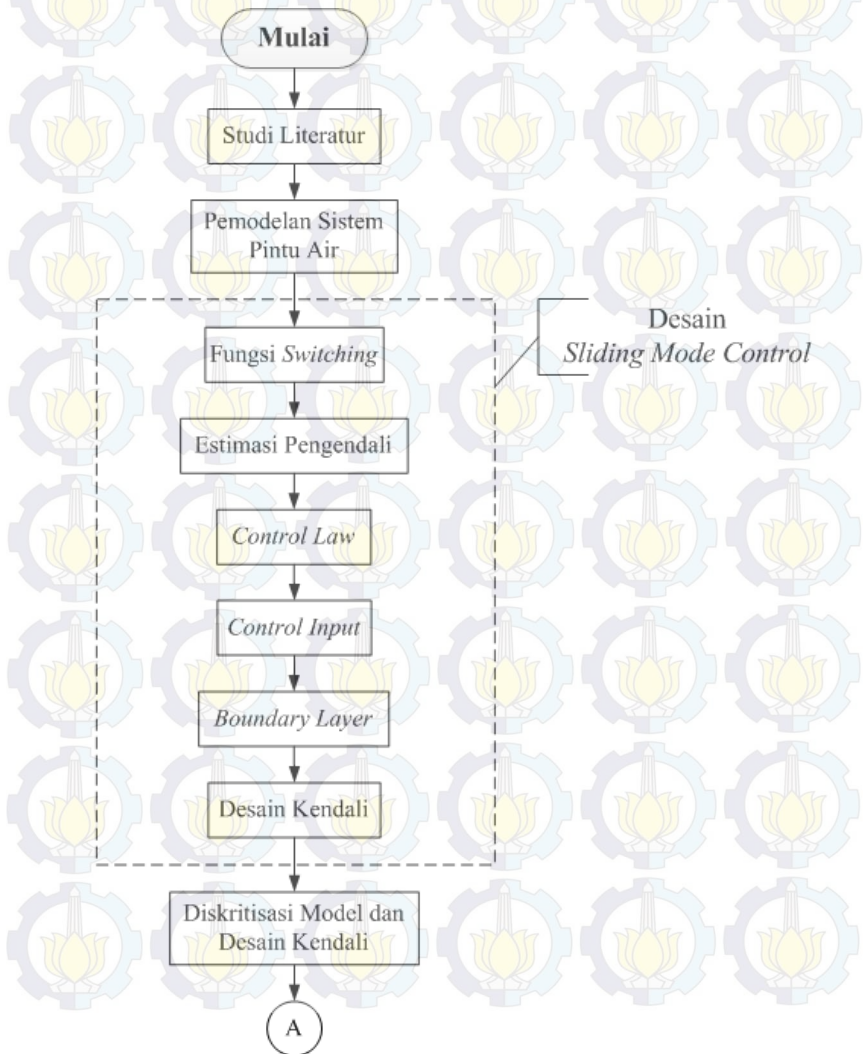 Mulai
Studi Literatur
Pemodelan Sistem
Pintu Air
Fungsi Switching
Desain
Sliding Mode Control
Estimasi Pengendali
Control Law
Control Input
Boundary Layer
Desain Kendali
Diskritisasi Model dan
Desain Kendali
A